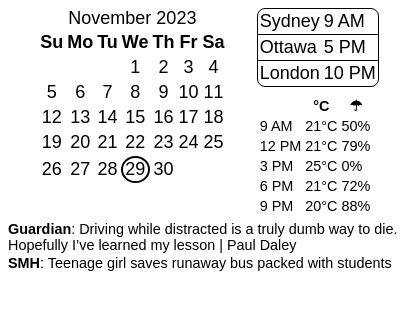 November 2023
Su Mo Tu We Th Fr Sa
1 2 3 4
5 6 7 8 9 10 11
12 13 14 15 16 17 18
19 20 21 22 23 24 25
26 27 28 29 30
Sydney 9 AM
Ottawa 5 PM
London 10 PM
°C ☂
9 AM 21°C 50%
12 PM 21°C 79%
3 PM 25°C 0%
6 PM 21°C 72%
9 PM 20°C 88%
Guardian: Driving while distracted is a truly dumb way to die.
Hopefully I’ve learned my lesson | Paul Daley
SMH: Teenage girl saves runaway bus packed with students